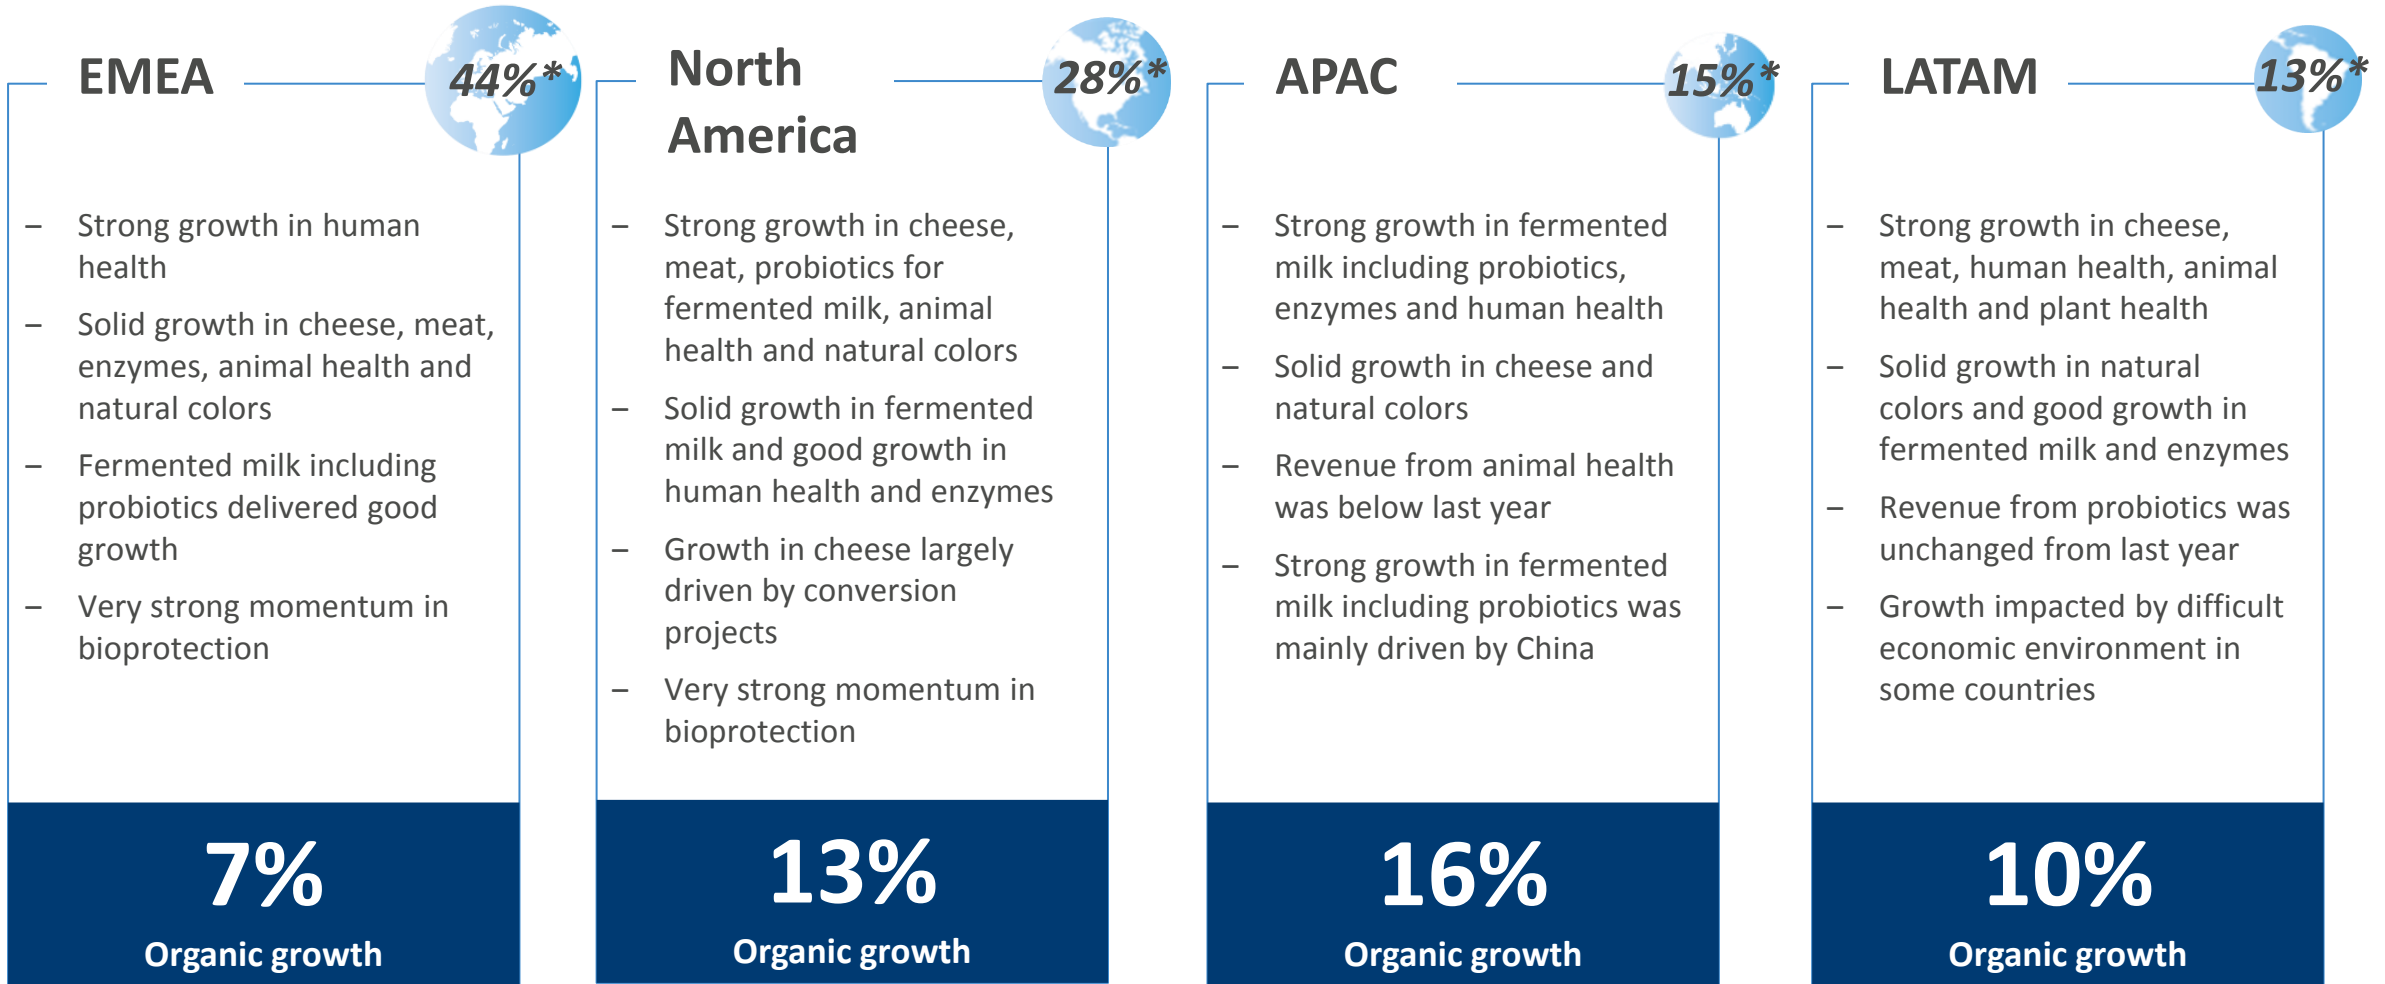 EMEA
44%*
– Strong growth in human
health
– Solid growth in cheese, meat,
enzymes, animal health and
natural colors
– Fermented milk including
probiotics delivered good
growth
– Very strong momentum in
bioprotection
7%
Organic growth
North
America
28%*
– Strong growth in cheese,
meat, probiotics for
fermented milk, animal
health and natural colors
– Solid growth in fermented
milk and good growth in
human health and enzymes
– Growth in cheese largely
driven by conversion
projects
– Very strong momentum in
bioprotection
13%
Organic growth
APAC
15%*
– Strong growth in fermented
milk including probiotics,
enzymes and human health
– Solid growth in cheese and
natural colors
– Revenue from animal health
was below last year
– Strong growth in fermented
milk including probiotics was
mainly driven by China
16%
Organic growth
LATAM
13%*
– Strong growth in cheese,
meat, human health, animal
health and plant health
– Solid growth in natural
colors and good growth in
fermented milk and enzymes
– Revenue from probiotics was
unchanged from last year
– Growth impacted by difficult
economic environment in
some countries
10%
Organic growth